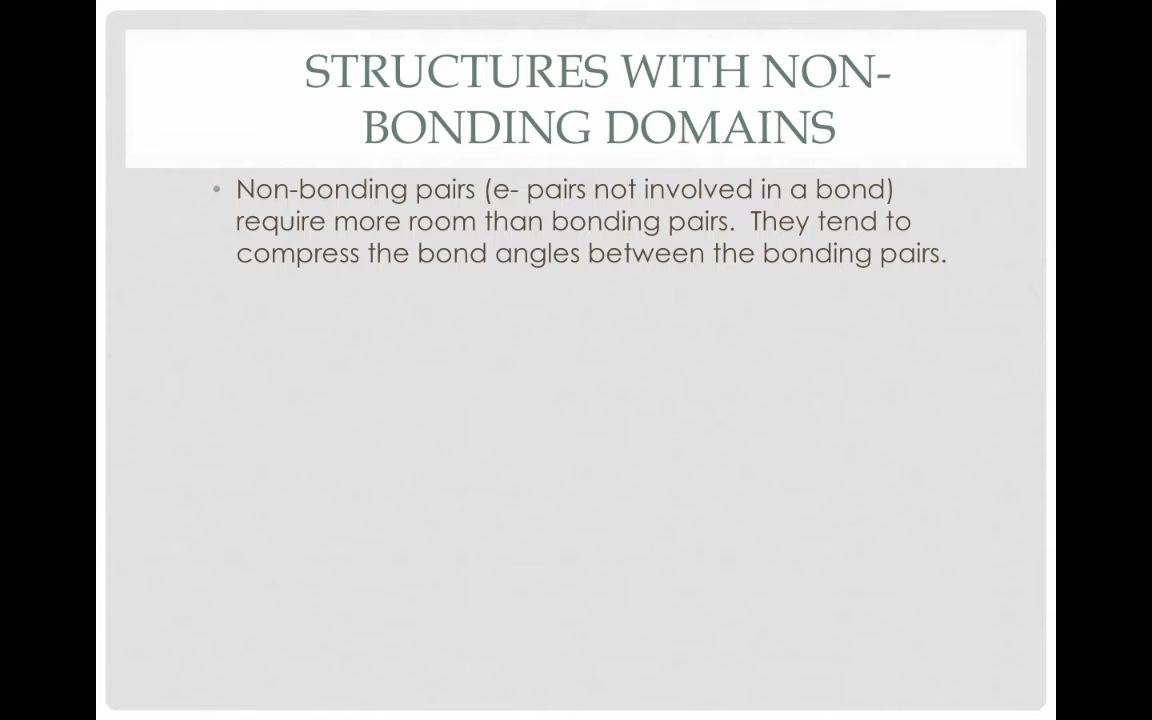 STRUCTURES WITH NON-
BONDING DOMAINS
• Non-bonding pairs (e- pairs not involved in a bond)
require more room than bonding pairs.  They tend to
compress the bond angles between the bonding pairs.